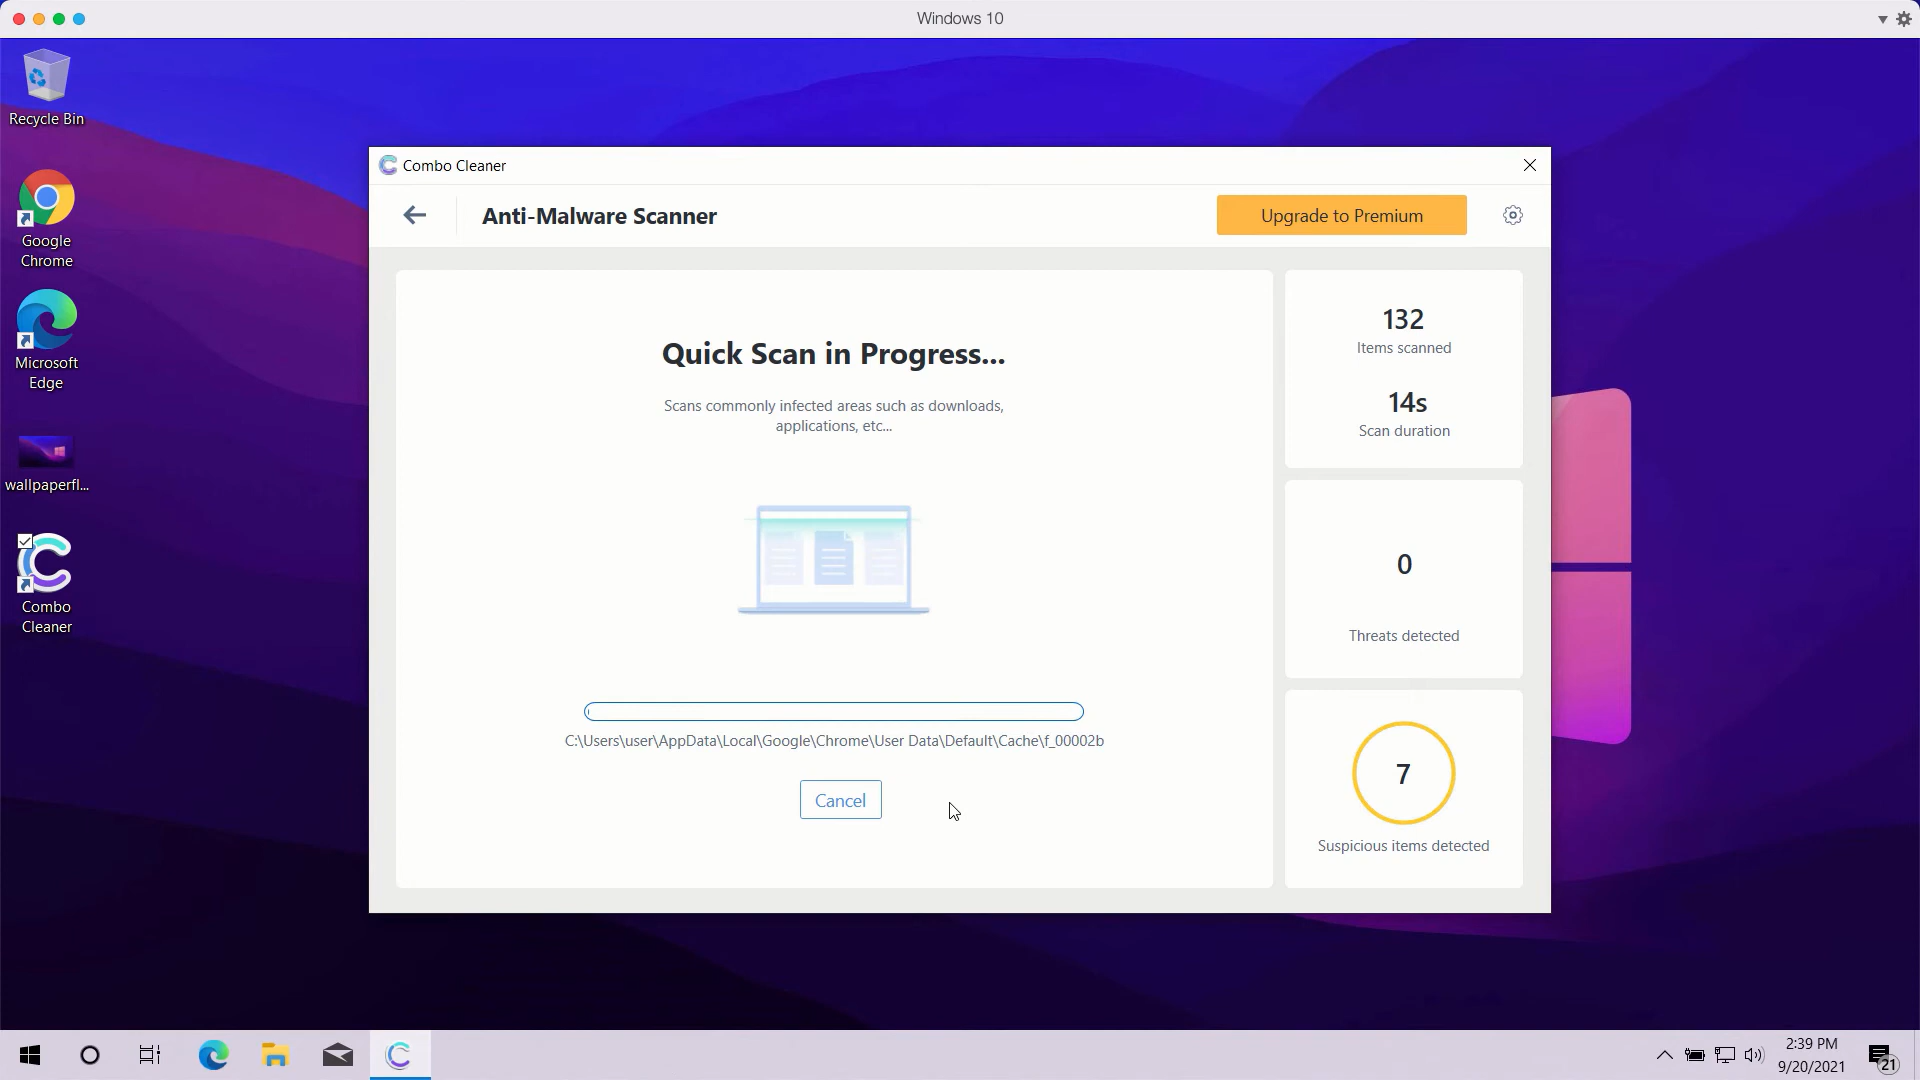 Windows 10
Recycle Bin
Google
Chrome
Microsoft
Edge
wallpaperfl...
Combo
Cleaner
Combo Cleaner
Anti-Malware Scanner
Upgrade to Premium
Quick Scan in Progress...
Scans commonly infected areas such as downloads,
applications, etc...
C:\Users\user\AppData\Local\Google\Chrome\User Data\Default\Cache\f_00002b
Cancel
132
Items scanned
14s
Scan duration
0
Threats detected
7
Suspicious items detected
2:39 PM
9/20/2021
21